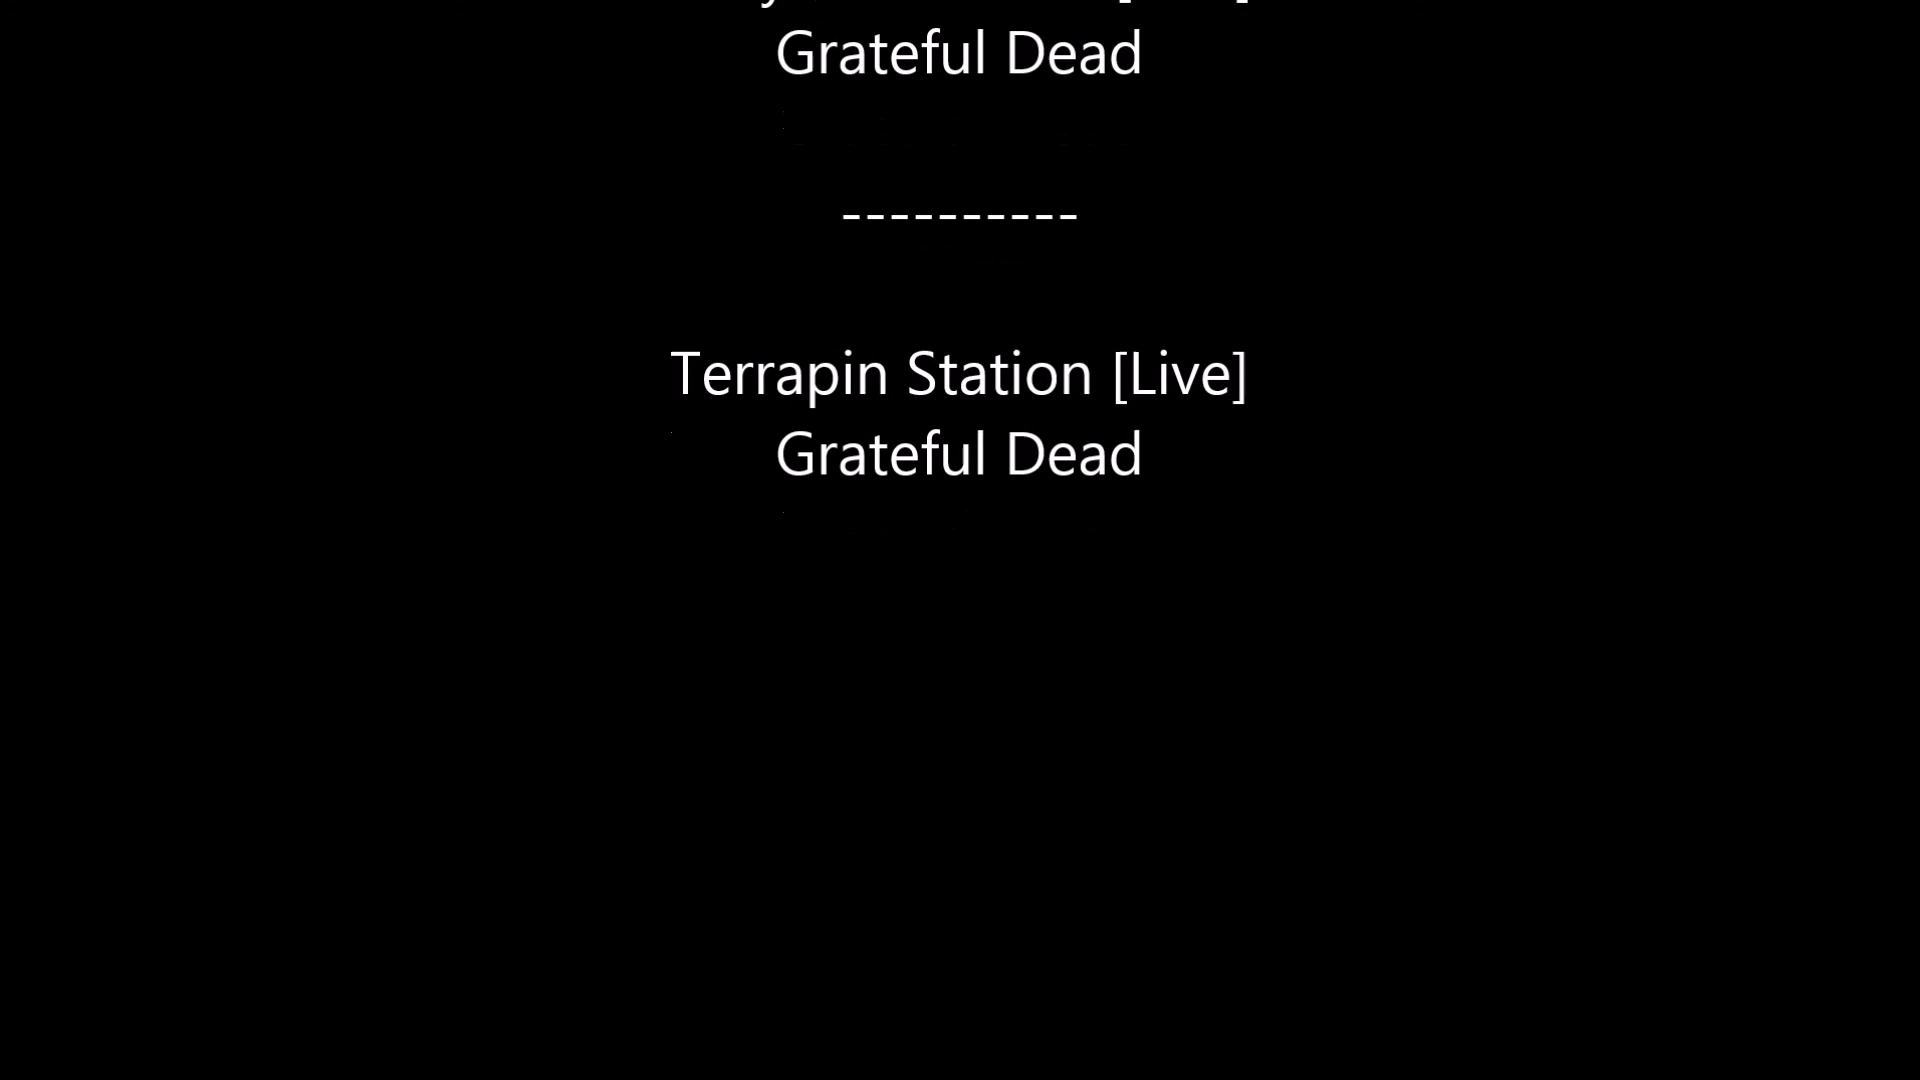 Grateful Dead
----------
Terrapin Station [Live]
Grateful Dead